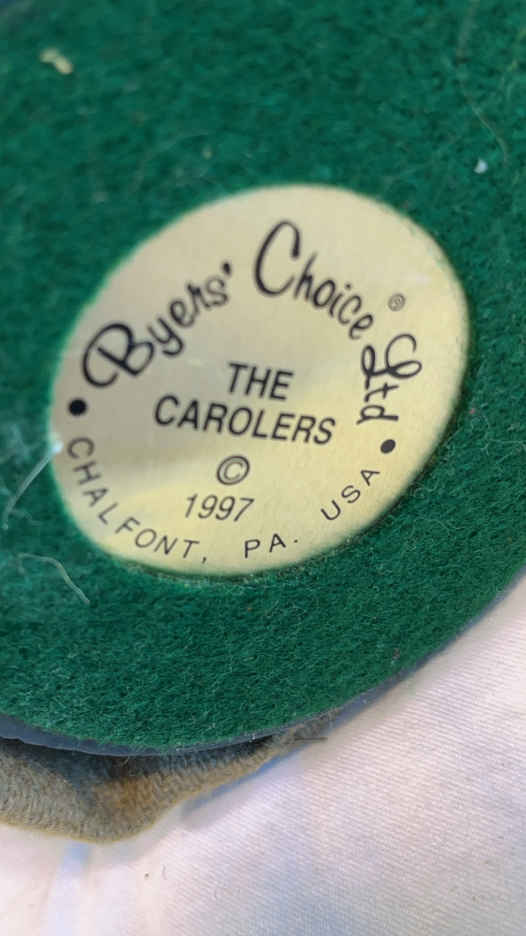 Byers' Choice Ltd
®
THE
CAROLERS
©
1997
• CHALFONT, PA. USA •